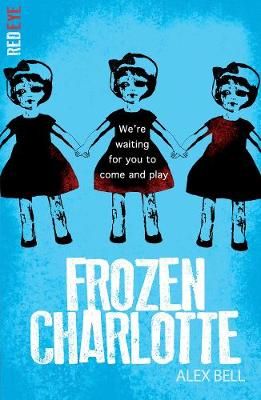 RED EYE
We're
waiting
for you to
come and play
FROZEN
CHARLOTTE
ALEX BELL